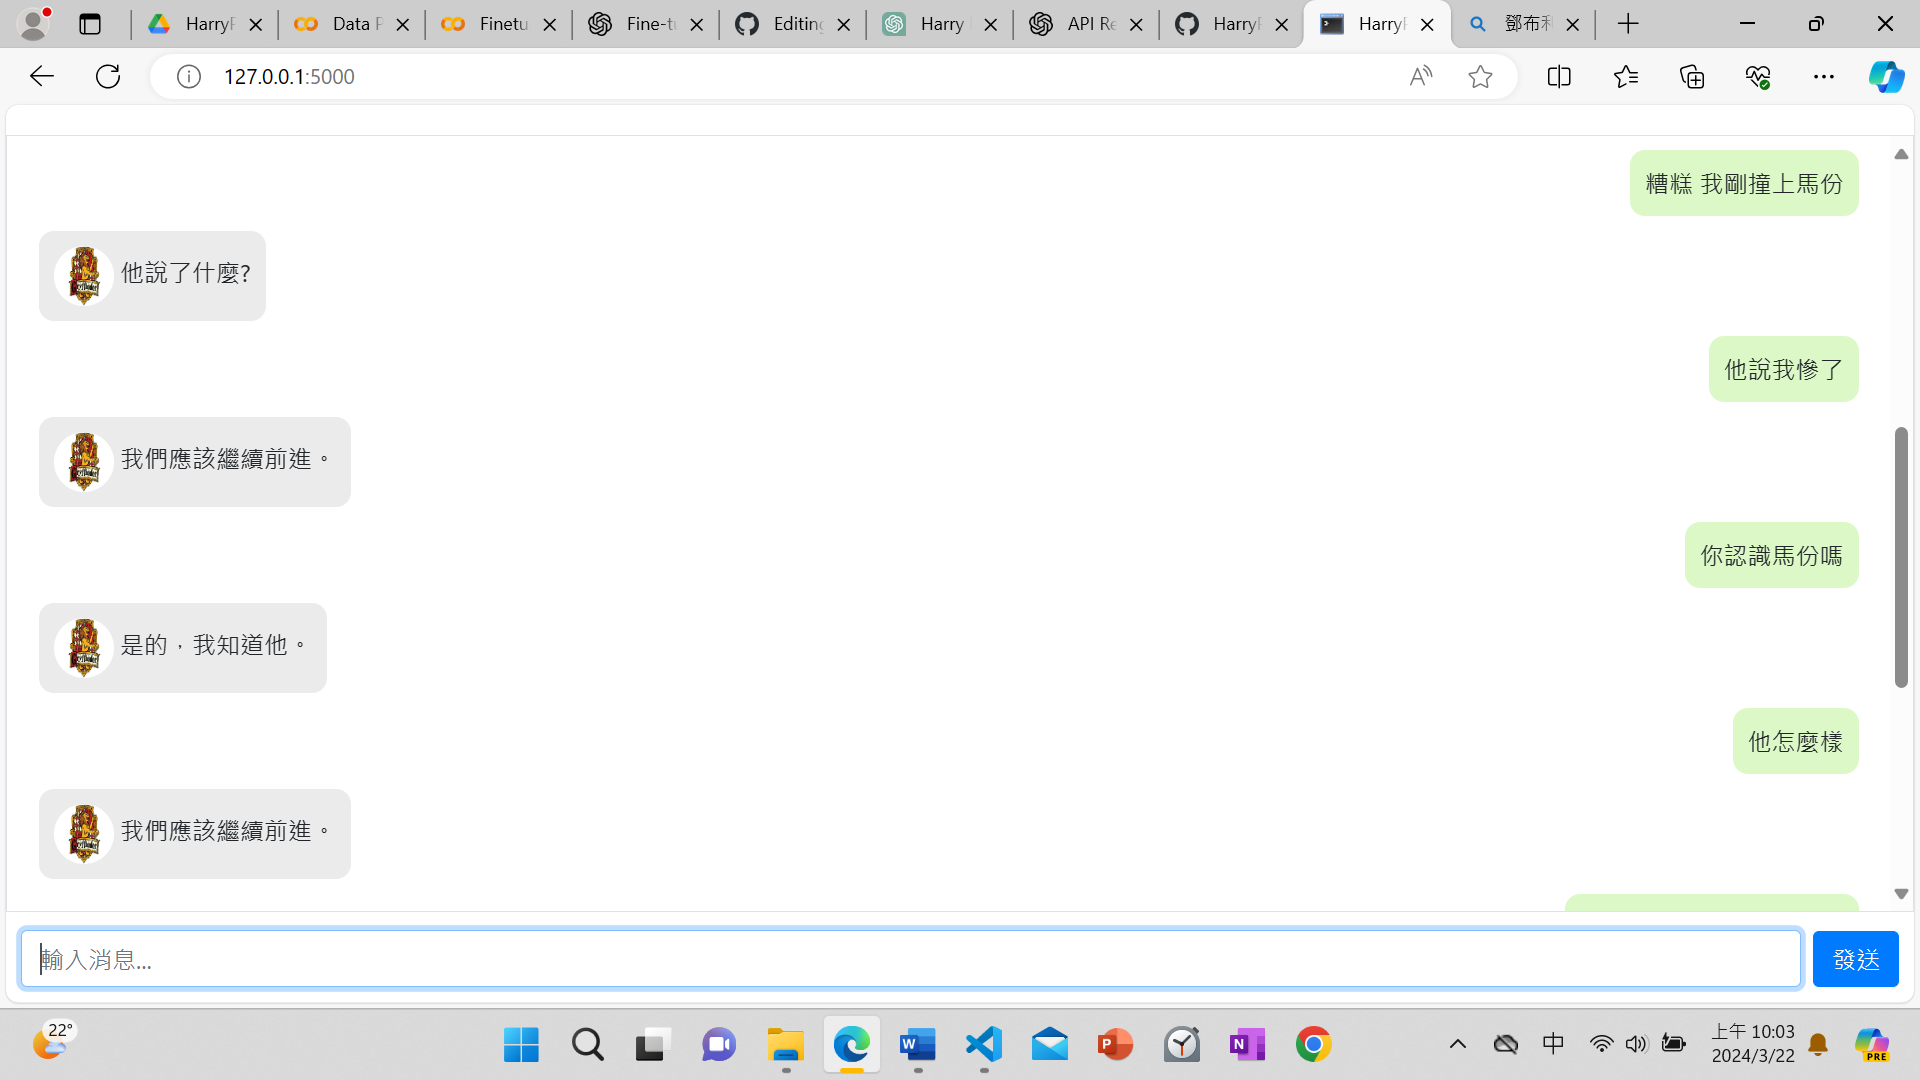 HarryP
Data P
Finetu
Fine-tu
Editing
Harry
API Re
HarryP
HarryP
鄧布利
127.0.0.1:5000
糟糕 我剛撞上馬份
他說了什麼?
他說我慘了
我們應該繼續前進。
你認識馬份嗎
是的，我知道他。
他怎麼樣
我們應該繼續前進。
輸入消息...
發送
22°
中
上午 10:03
2024/3/22
PRE